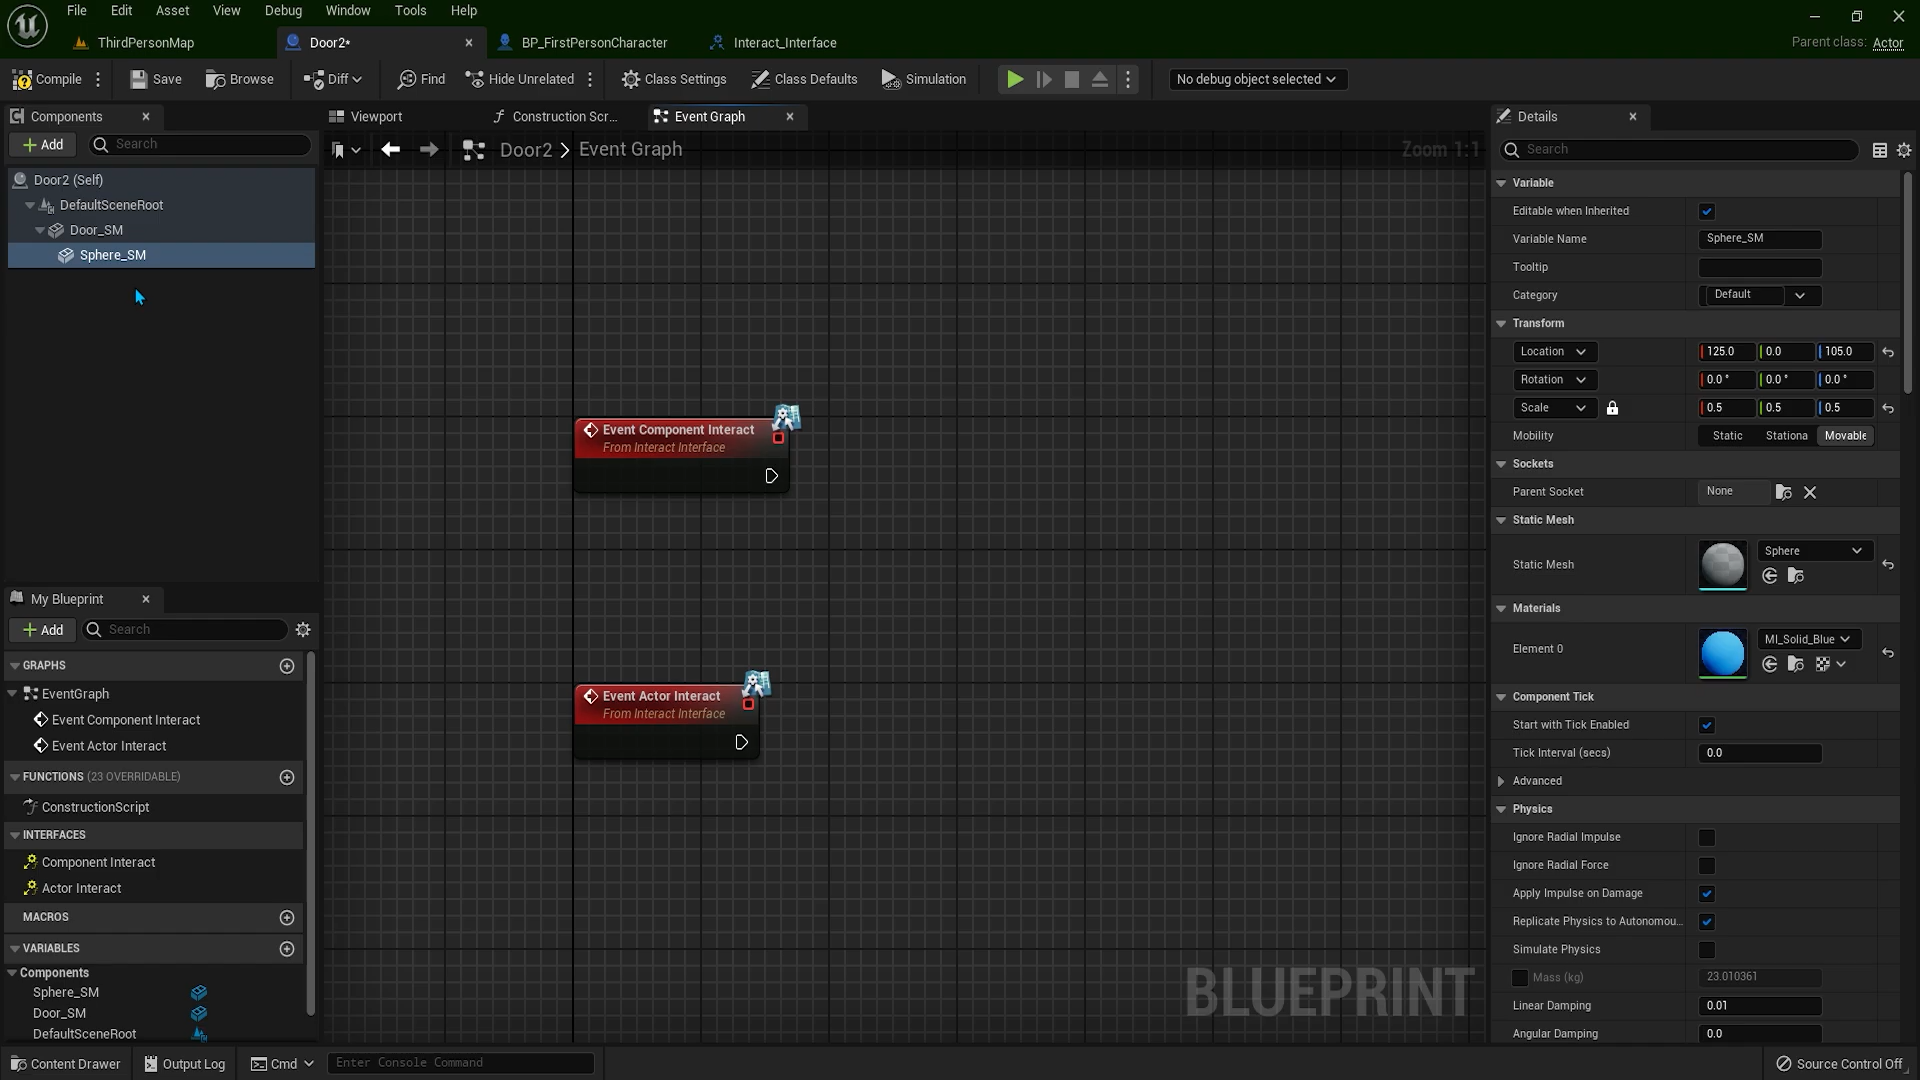 File Edit Asset View Debug Window Tools Help
ThirdPersonMap Door2* BP_FirstPersonCharacter Interact_Interface Parent class: Actor
Compile Save Browse Diff Find Hide Unrelated Class Settings Class Defaults Simulation No debug object selected
Components Viewport Construction Scr... Event Graph Details
Add Search Door2 > Event Graph Zoom 1:1 Search
Door2 (Self)
DefaultSceneRoot
Door_SM
Sphere_SM
Event Component Interact
From Interact Interface
Event Actor Interact
From Interact Interface
BLUEPRINT
My Blueprint
Add Search
GRAPHS
EventGraph
Event Component Interact
Event Actor Interact
FUNCTIONS (23 OVERRIDABLE)
ConstructionScript
INTERFACES
Component Interact
Actor Interact
MACROS
VARIABLES
Components
Sphere_SM
Door_SM
DefaultSceneRoot
Variable
Editable when Inherited
Variable Name Sphere_SM
Tooltip
Category Default
Transform
Location 125.0 0.0 105.0
Rotation 0.0 ° 0.0 ° 0.0 °
Scale 0.5 0.5 0.5
Mobility Static Stationa Movable
Sockets
Parent Socket None
Static Mesh
Static Mesh Sphere
Materials
Element 0 MI_Solid_Blue
Component Tick
Start with Tick Enabled
Tick Interval (secs) 0.0
Advanced
Physics
Ignore Radial Impulse
Ignore Radial Force
Apply Impulse on Damage
Replicate Physics to Autonomou...
Simulate Physics
Mass (kg) 23.010361
Linear Damping 0.01
Angular Damping 0.0
Content Drawer Output Log Cmd Enter Console Command Source Control Off